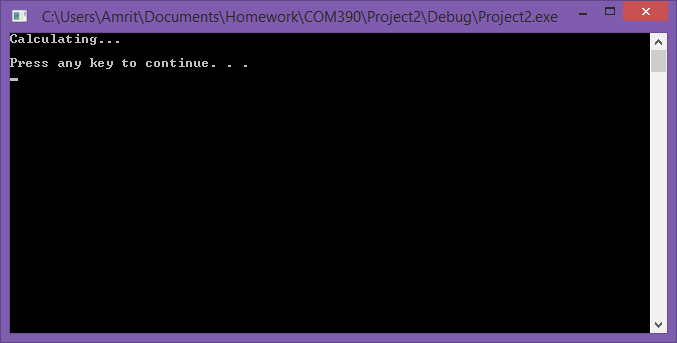 C:\Users\Amrit\Documents\Homework\COM390\Project2\Debug\Project2.exe
Calculating...
Press any key to continue. . .